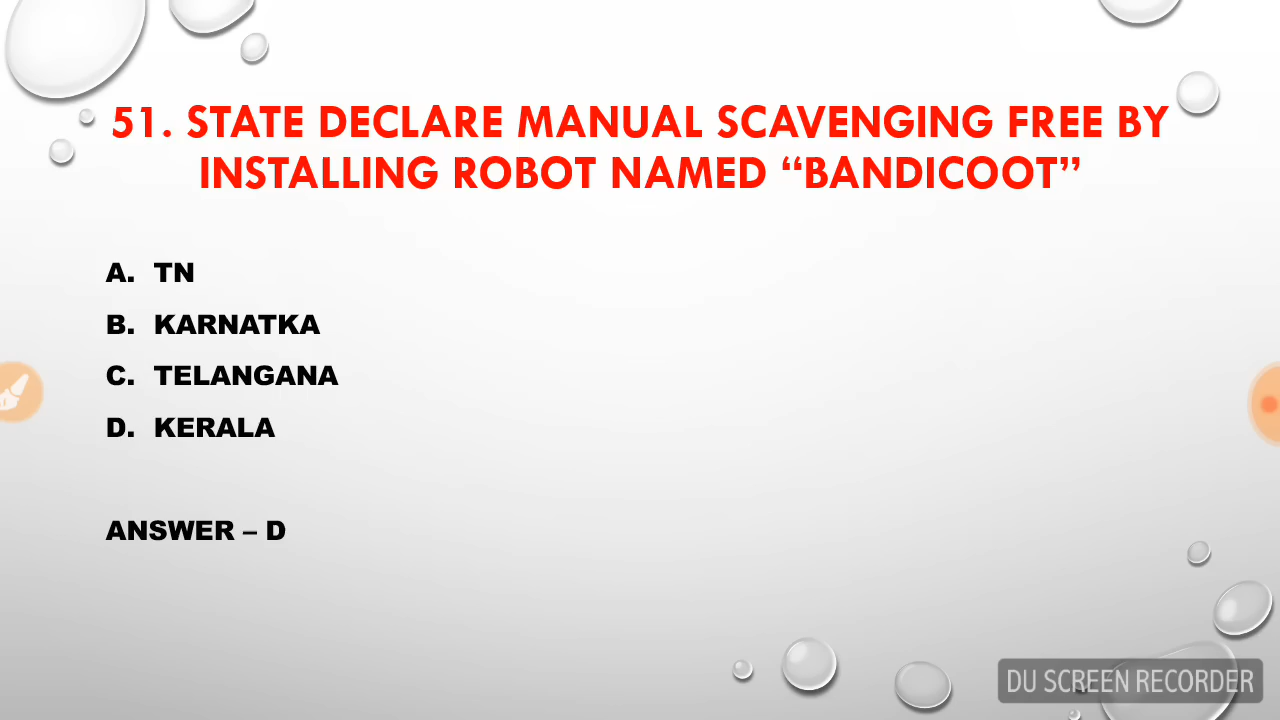 51. STATE DECLARE MANUAL SCAVENGING FREE BY
INSTALLING ROBOT NAMED “BANDICOOT”
A. TN
B. KARNATKA
C. TELANGANA
D. KERALA
ANSWER – D
DU SCREEN RECORDER